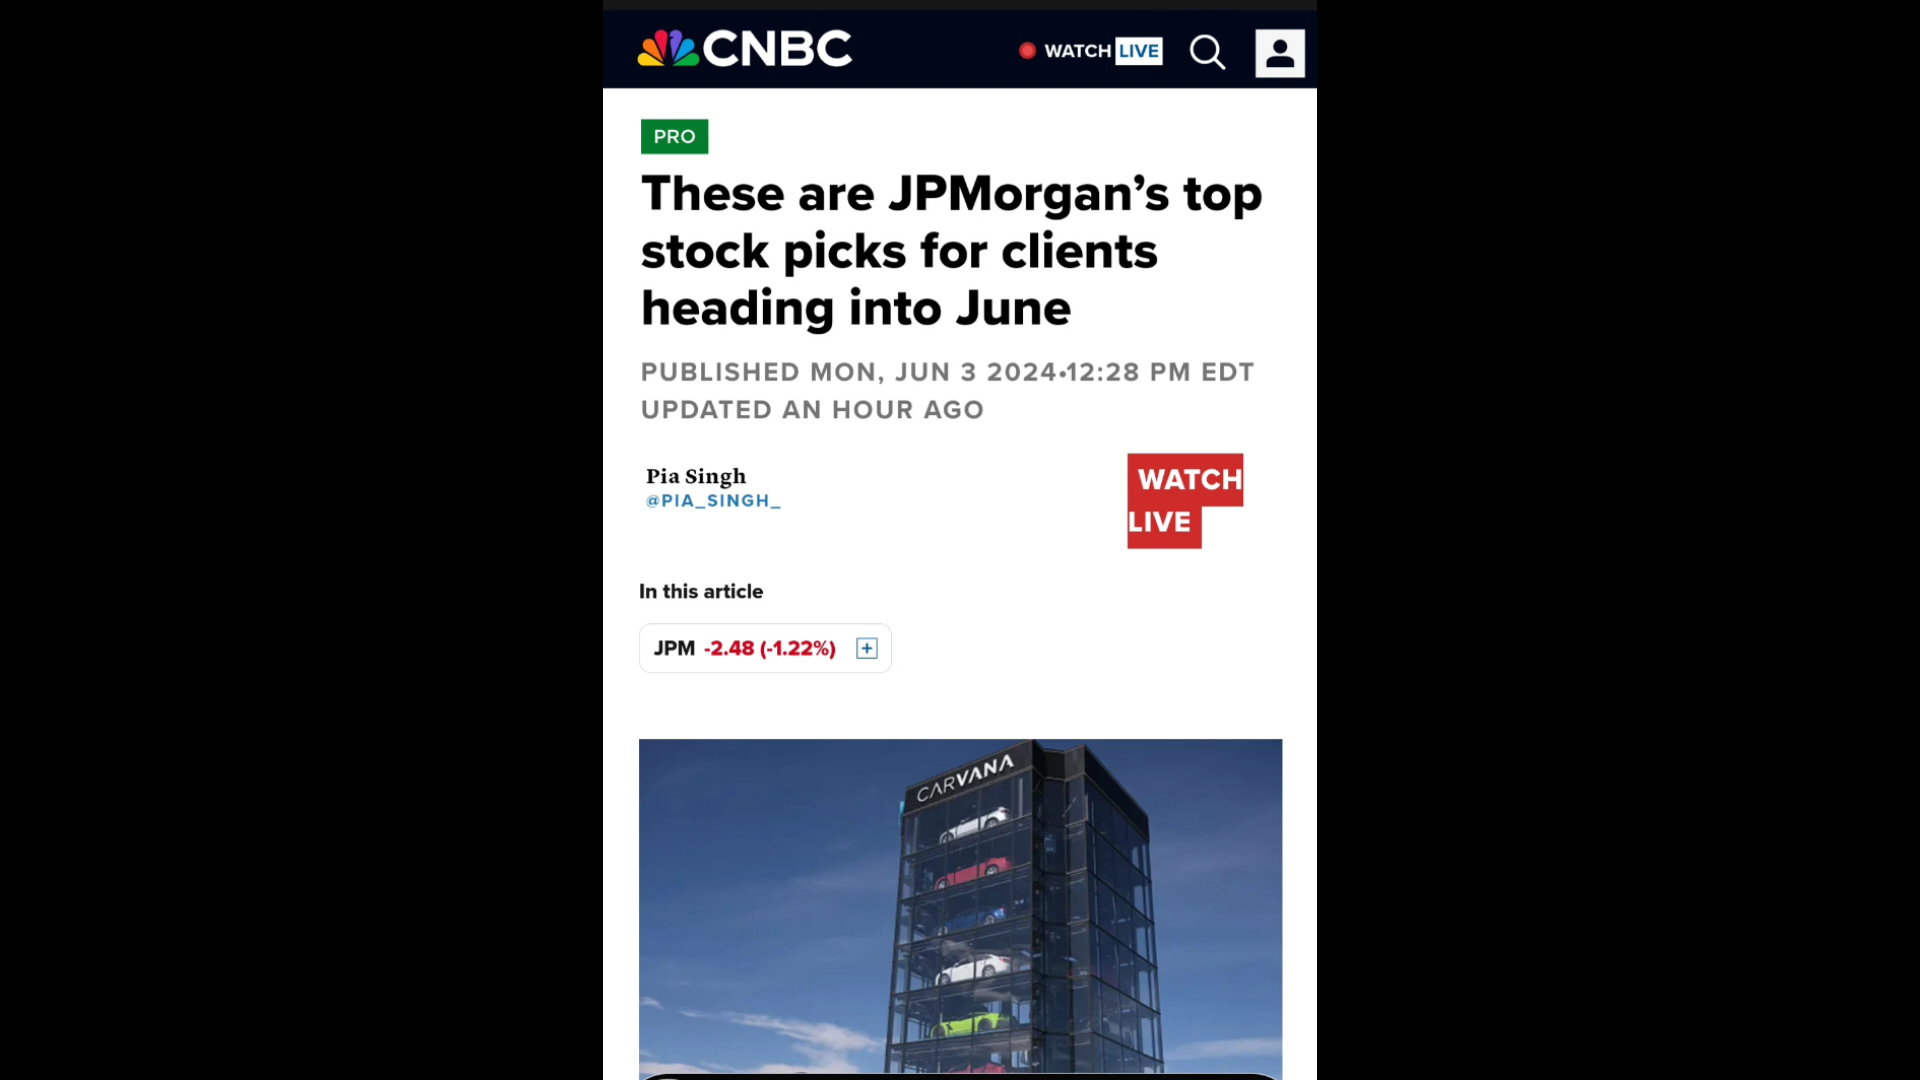 CNBC
WATCH LIVE
PRO
These are JPMorgan’s top
stock picks for clients
heading into June
PUBLISHED MON, JUN 3 2024•12:28 PM EDT
UPDATED AN HOUR AGO
Pia Singh
@PIA_SINGH_
WATCH
LIVE
In this article
JPM -2.48 (-1.22%) +
CARVANA